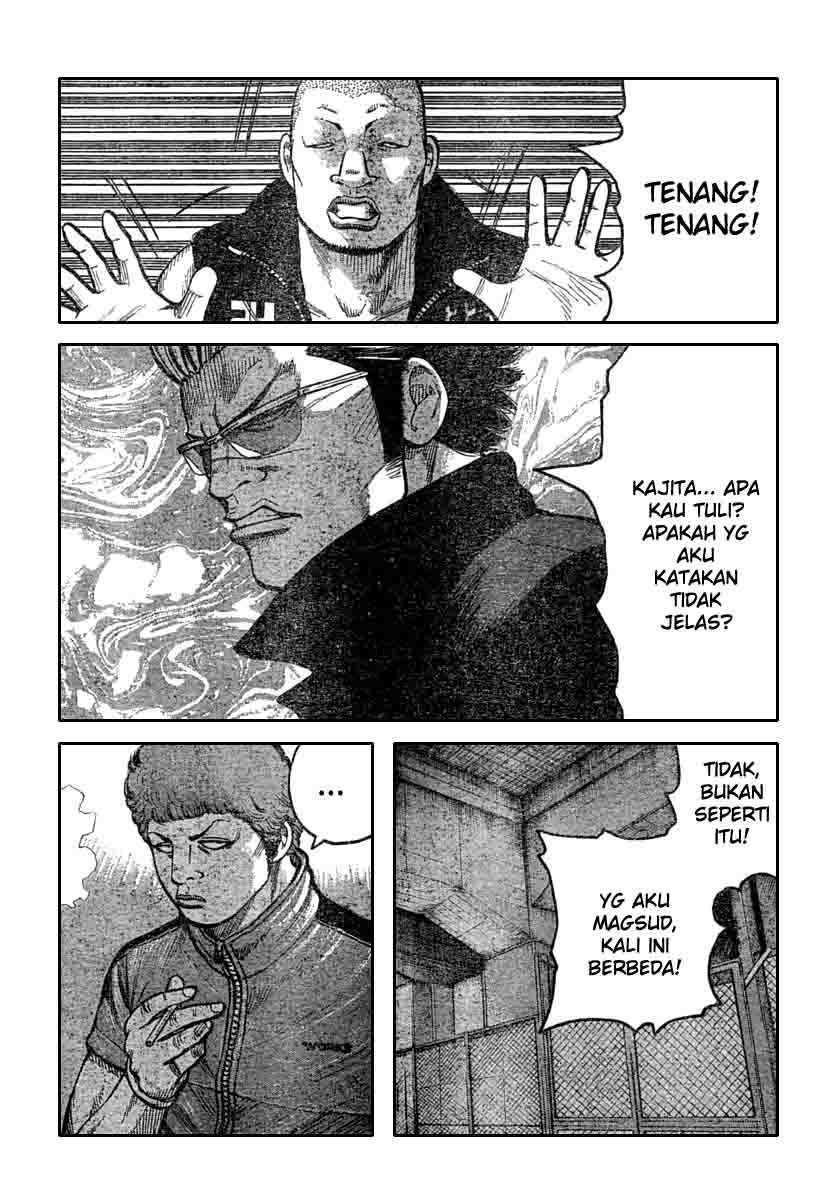 TENANG!
TENANG!
KAJITA... APA
KAU TULI?
APAKAH YG
AKU
KATAKAN
TIDAK
JELAS?
TIDAK,
BUKAN
SEPERTI
ITU!
YG AKU
MAGSUD,
KALI INI
BERBEDA!
...
WORKS